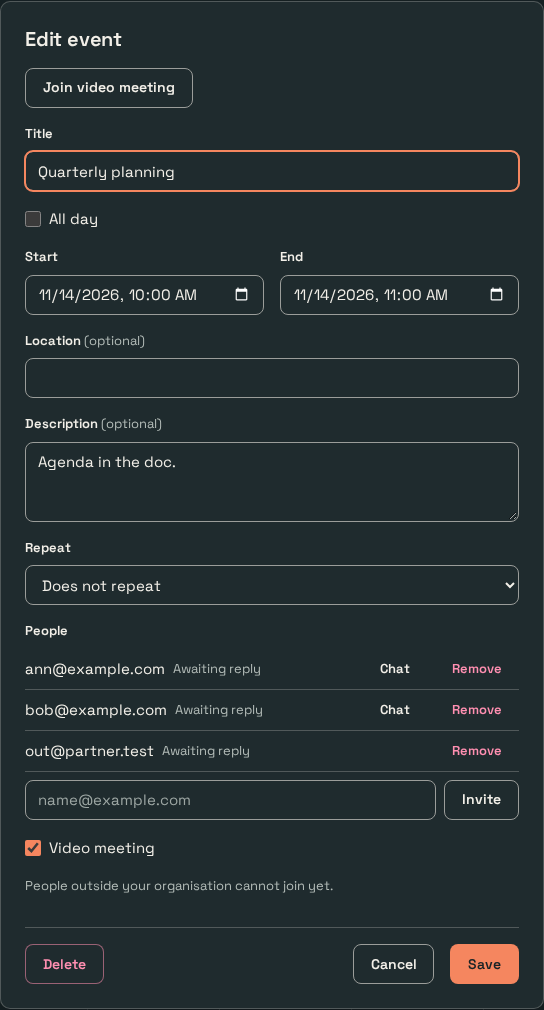 Edit event
Join video meeting
Title
Quarterly planning
All day
Start End
11/14/2026, 10:00 AM 11/14/2026, 11:00 AM
Location (optional)
Description (optional)
Agenda in the doc.
Repeat
Does not repeat
People
ann@example.com Awaiting reply Chat Remove
bob@example.com Awaiting reply Chat Remove
out@partner.test Awaiting reply Remove
name@example.com Invite
Video meeting
People outside your organisation cannot join yet.
Delete Cancel Save